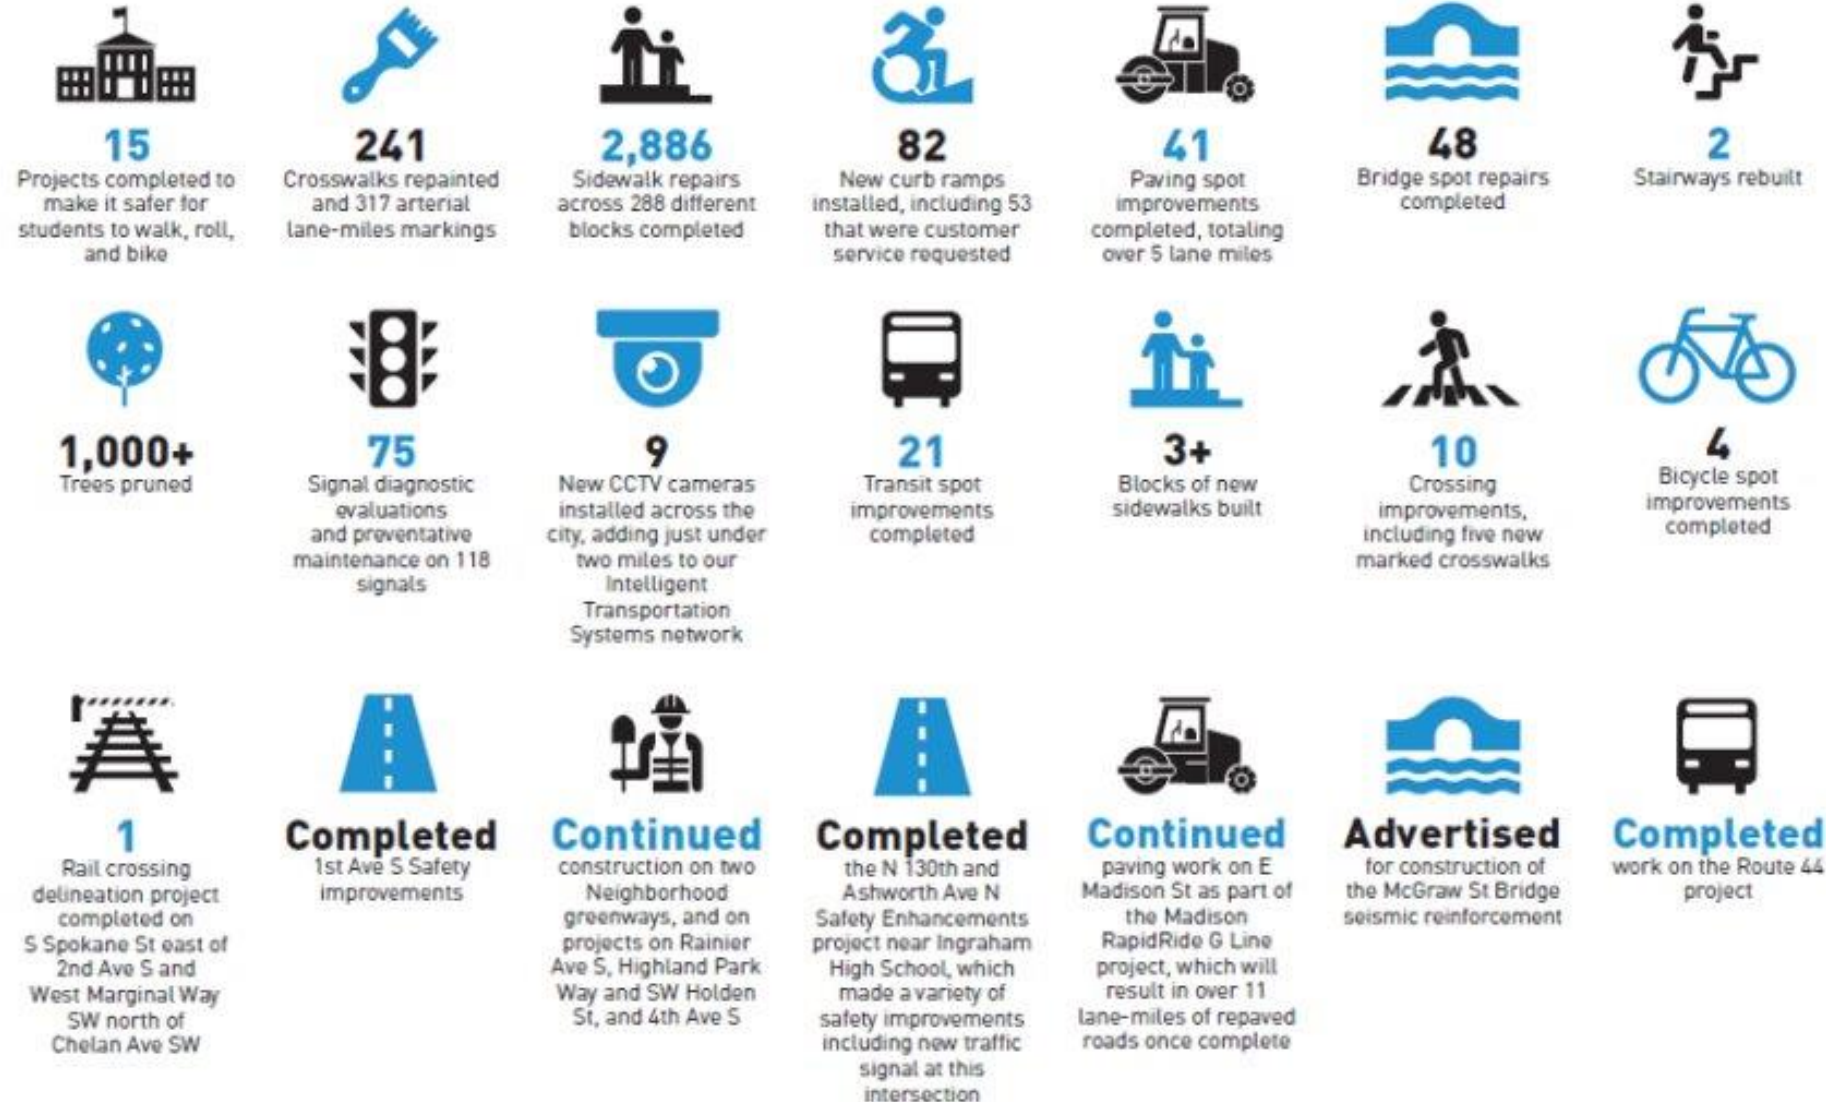 15
Projects completed to
make it safer for
students to walk, roll,
and bike
241
Crosswalks repainted
and 317 arterial
lane-miles markings
2,886
Sidewalk repairs
across 288 different
blocks completed
82
New curb ramps
installed, including 53
that were customer
service requested
41
Paving spot
improvements
completed, totaling
over 5 lane miles
48
Bridge spot repairs
completed
2
Stairways rebuilt
1,000+
Trees pruned
75
Signal diagnostic
evaluations
and preventative
maintenance on 118
signals
9
New CCTV cameras
installed across the
city, adding just under
two miles to our
Intelligent
Transportation
Systems network
21
Transit spot
improvements
completed
3+
Blocks of new
sidewalks built
10
Crossing
improvements,
including five new
marked crosswalks
4
Bicycle spot
improvements
completed
1
Rail crossing
delineation project
completed on
S Spokane St east of
2nd Ave S and
West Marginal Way
SW north of
Chelan Ave SW
Completed
1st Ave S Safety
improvements
Continued
construction on two
Neighborhood
greenways, and on
projects on Rainier
Ave S, Highland Park
Way and SW Holden
St, and 4th Ave S
Completed
the N 130th and
Ashworth Ave N
Safety Enhancements
project near Ingraham
High School, which
made a variety of
safety improvements
including new traffic
signal at this
intersection
Continued
paving work on E
Madison St as part of
the Madison
RapidRide G Line
project, which will
result in over 11
lane-miles of repaved
roads once complete
Advertised
for construction of
the McGraw St Bridge
seismic reinforcement
Completed
work on the Route 44
project